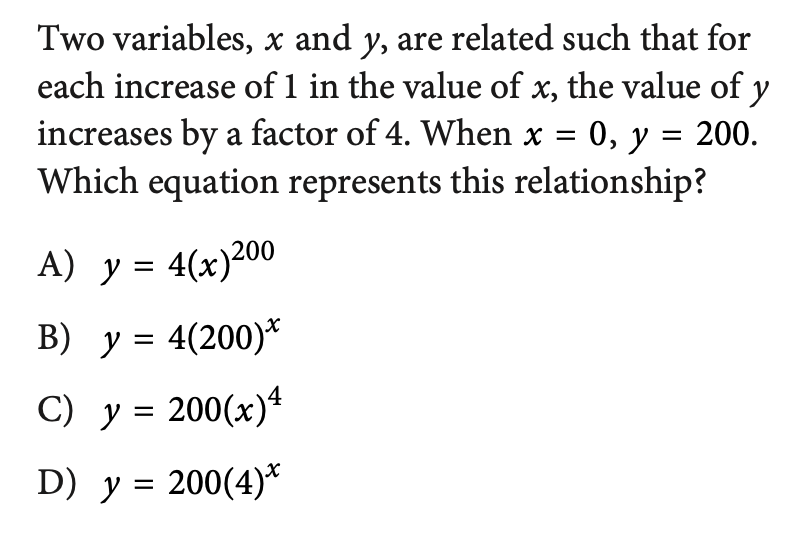 Two variables, x and y, are related such that for
each increase of 1 in the value of x, the value of y
increases by a factor of 4. When x = 0, y = 200.
Which equation represents this relationship?
A) y = 4(x)^200
B) y = 4(200)^x
C) y = 200(x)^4
D) y = 200(4)^x